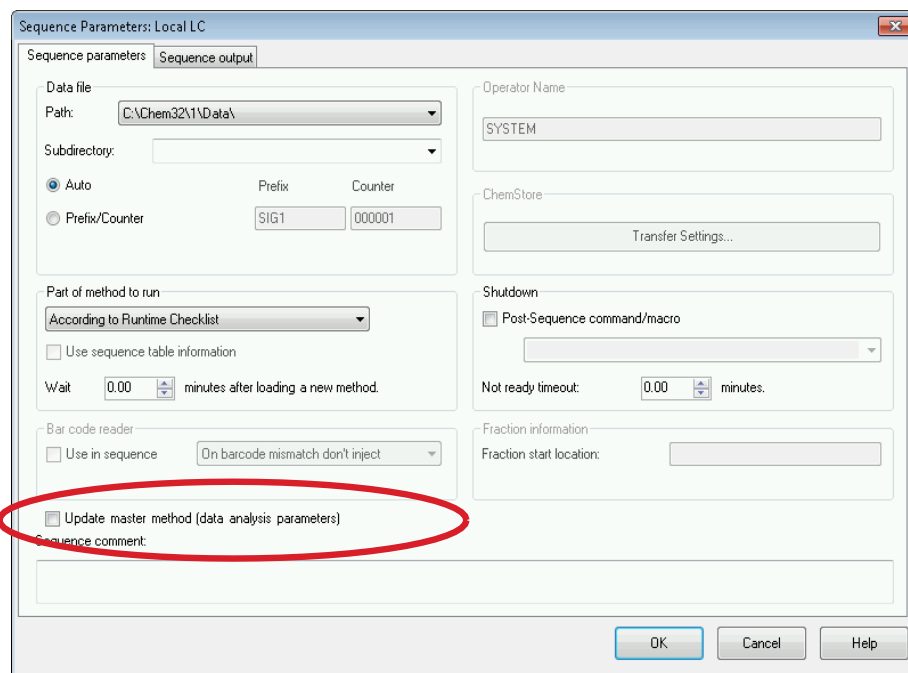 Sequence Parameters: Local LC
Sequence parameters
Sequence output
Data file
Path:
C:\Chem32\1\Data\
Subdirectory:
Auto
Prefix
Counter
Prefix/Counter
SIG1
000001
Operator Name
SYSTEM
ChemStore
Transfer Settings...
Part of method to run
According to Runtime Checklist
Use sequence table information
Wait
0.00
minutes after loading a new method.
Shutdown
Post-Sequence command/macro
Not ready timeout:
0.00
minutes.
Bar code reader
Use in sequence
On barcode mismatch don't inject
Fraction information
Fraction start location:
Update master method (data analysis parameters)
Sequence comment:
OK
Cancel
Help